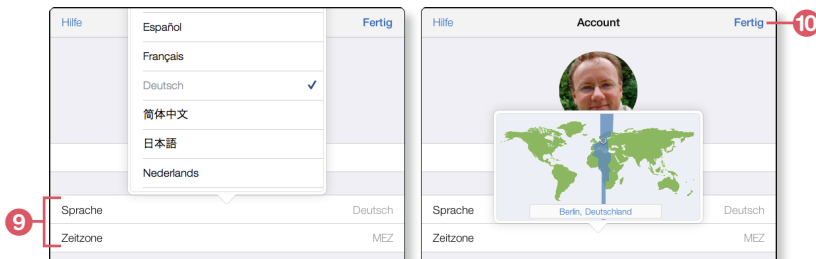 Hilfe
Fertig
Español
Français
Deutsch
简体中文
日本語
Nederlands
9
Sprache Deutsch
Zeitzone MEZ
Hilfe Account Fertig
10
Berlin, Deutschland
Sprache Deutsch
Zeitzone MEZ